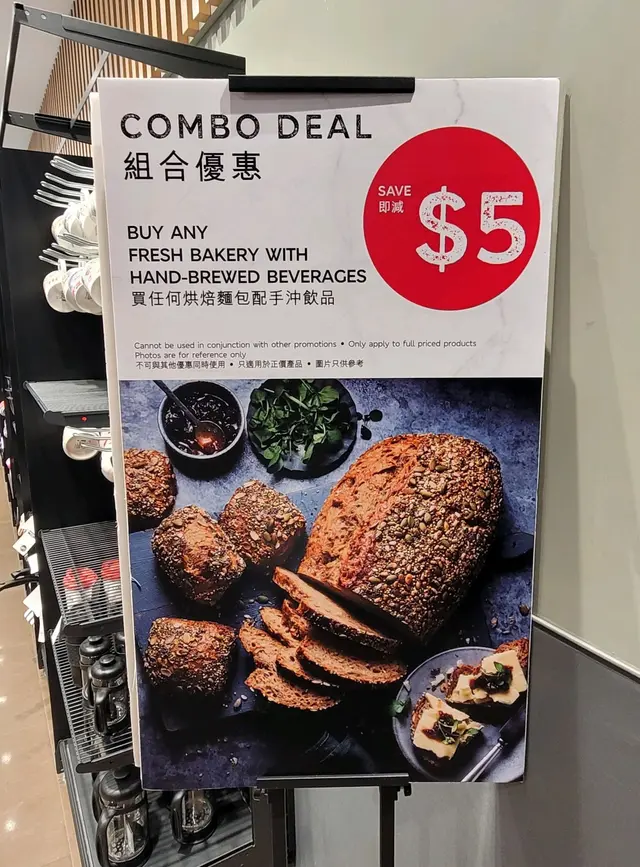 COMBO DEAL
組合優惠
SAVE
即減
$5
BUY ANY
FRESH BAKERY WITH
HAND-BREWED BEVERAGES
買任何烘焙麵包配手沖飲品
Cannot be used in conjunction with other promotions • Only apply to full priced products
Photos are for reference only
不可與其他優惠同時使用 • 只適用於正價產品 • 圖片只供參考